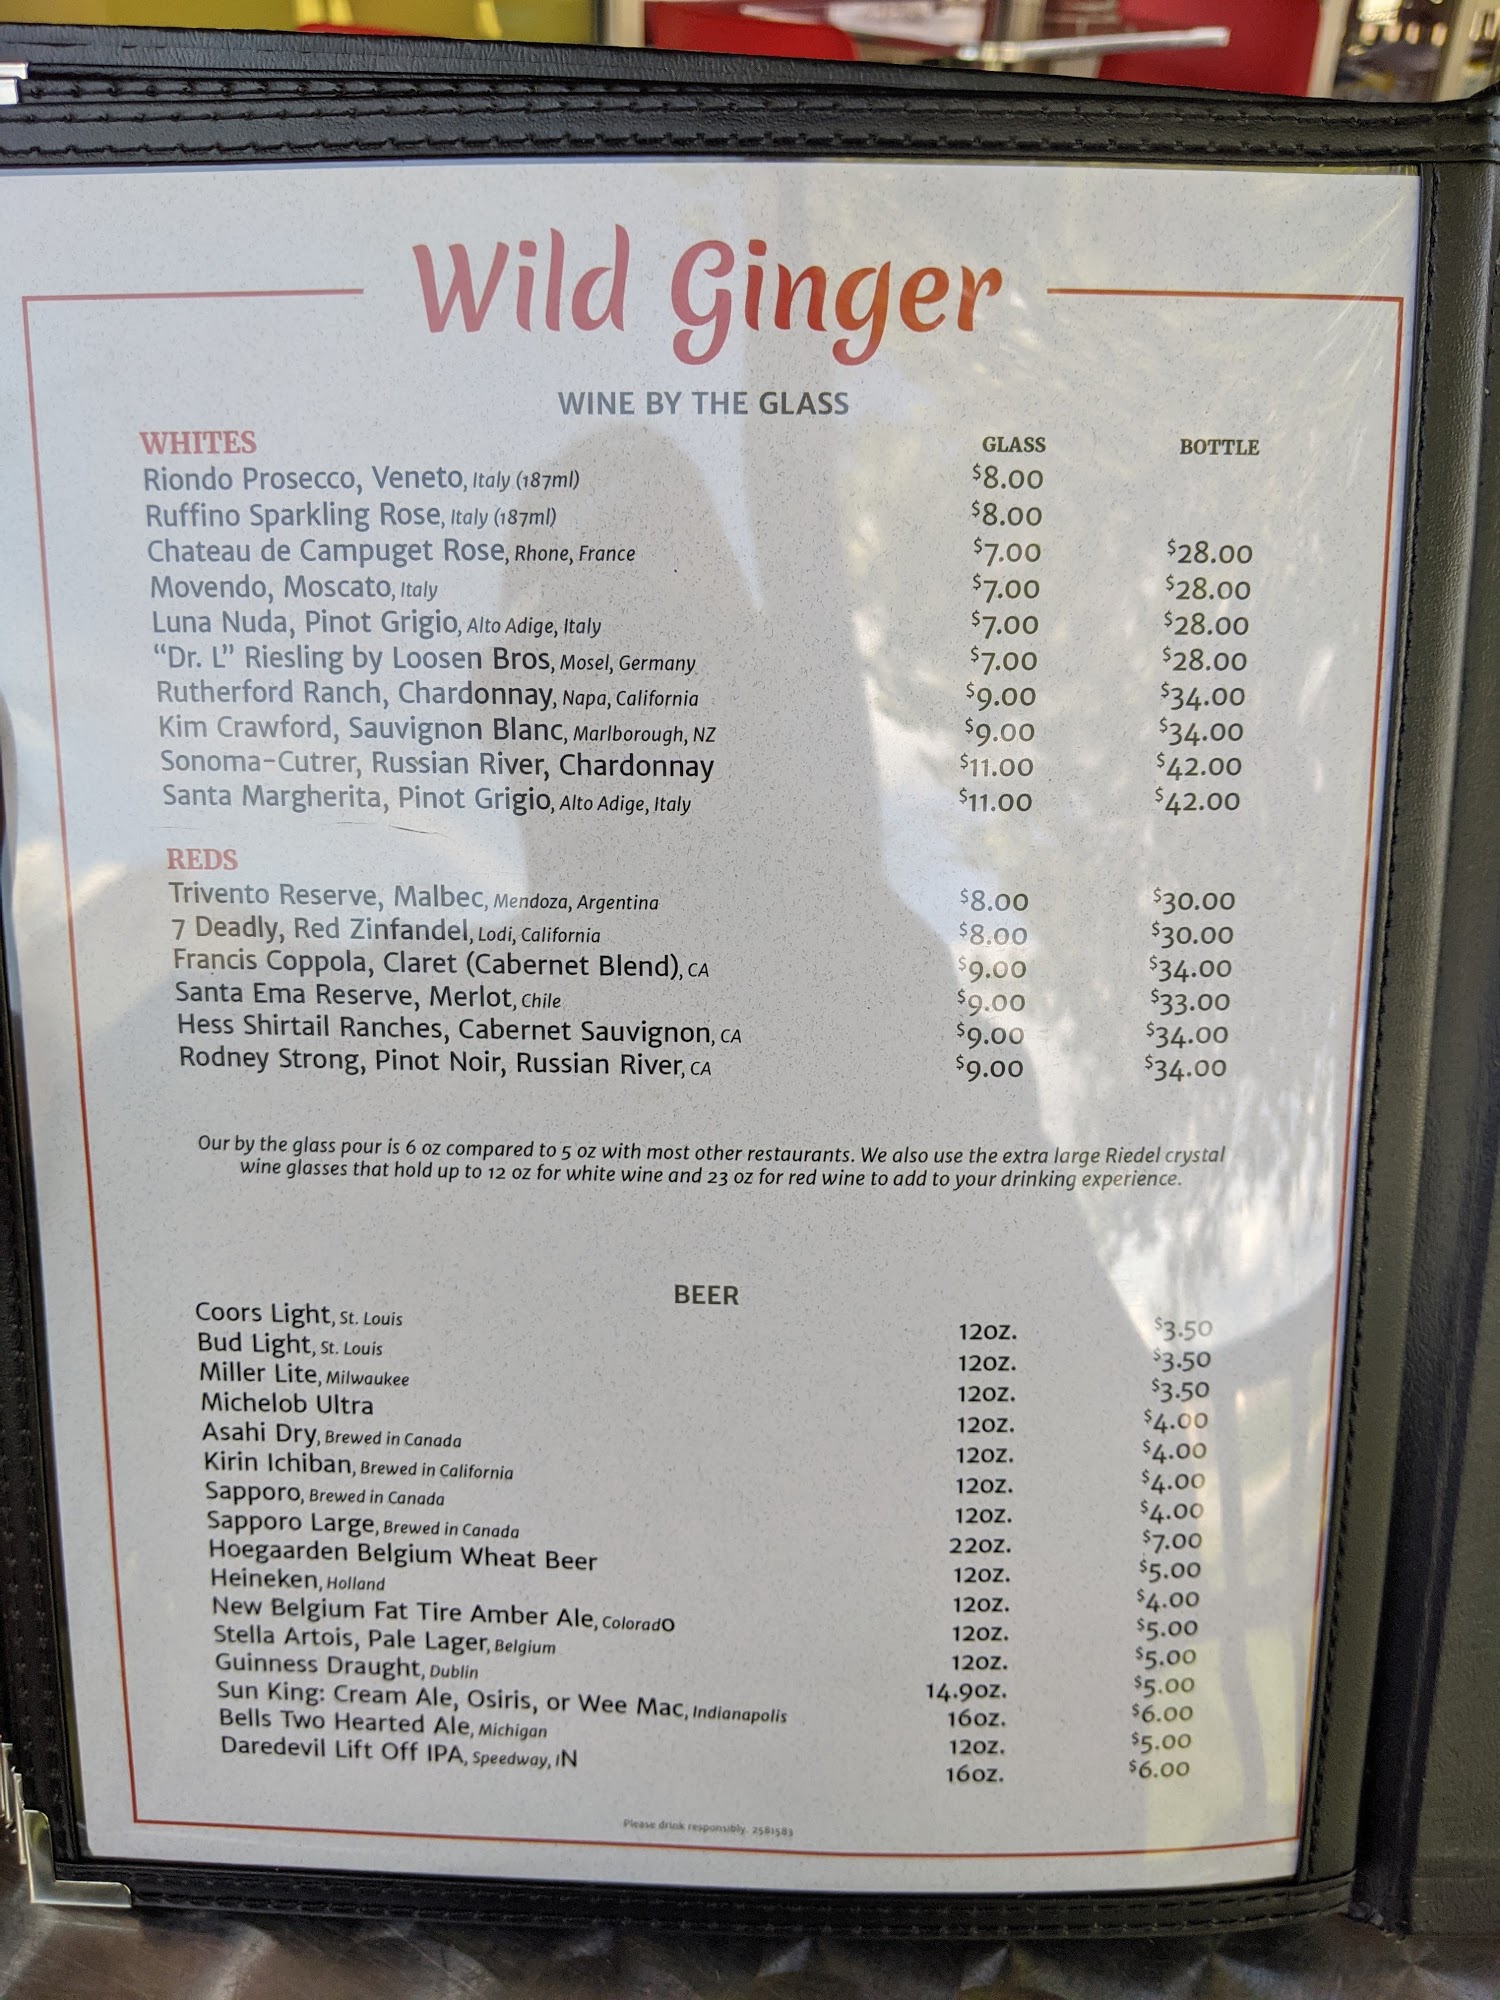 Wild Ginger
WINE BY THE GLASS
WHITES GLASS BOTTLE
Riondo Prosecco, Veneto, Italy (187ml) $8.00
Ruffino Sparkling Rose, Italy (187ml) $8.00
Chateau de Campuget Rose, Rhone, France $7.00 $28.00
Movendo, Moscato, Italy $7.00 $28.00
Luna Nuda, Pinot Grigio, Alto Adige, Italy $7.00 $28.00
“Dr. L” Riesling by Loosen Bros, Mosel, Germany $7.00 $28.00
Rutherford Ranch, Chardonnay, Napa, California $9.00 $34.00
Kim Crawford, Sauvignon Blanc, Marlborough, NZ $9.00 $34.00
Sonoma-Cutrer, Russian River, Chardonnay $11.00 $42.00
Santa Margherita, Pinot Grigio, Alto Adige, Italy $11.00 $42.00
REDS
Trivento Reserve, Malbec, Mendoza, Argentina $8.00 $30.00
7 Deadly, Red Zinfandel, Lodi, California $8.00 $30.00
Francis Coppola, Claret (Cabernet Blend), CA $9.00 $34.00
Santa Ema Reserve, Merlot, Chile $9.00 $33.00
Hess Shirtail Ranches, Cabernet Sauvignon, CA $9.00 $34.00
Rodney Strong, Pinot Noir, Russian River, CA $9.00 $34.00
Our by the glass pour is 6 oz compared to 5 oz with most other restaurants. We also use the extra large Riedel crystal
wine glasses that hold up to 12 oz for white wine and 23 oz for red wine to add to your drinking experience.
BEER
Coors Light, St. Louis 12oz. $3.50
Bud Light, St. Louis 12oz. $3.50
Miller Lite, Milwaukee 12oz. $3.50
Michelob Ultra 12oz. $4.00
Asahi Dry, Brewed in Canada 12oz. $4.00
Kirin Ichiban, Brewed in California 12oz. $4.00
Sapporo, Brewed in Canada 12oz. $4.00
Sapporo Large, Brewed in Canada 22oz. $7.00
Hoegaarden Belgium Wheat Beer 12oz. $5.00
Heineken, Holland 12oz. $4.00
New Belgium Fat Tire Amber Ale, ColoradO 12oz. $5.00
Stella Artois, Pale Lager, Belgium 12oz. $5.00
Guinness Draught, Dublin 14.9oz. $5.00
Sun King: Cream Ale, Osiris, or Wee Mac, Indianapolis 16oz. $6.00
Bells Two Hearted Ale, Michigan 12oz. $5.00
Daredevil Lift Off IPA, Speedway, IN 16oz. $6.00
Please drink responsibly. 2581583